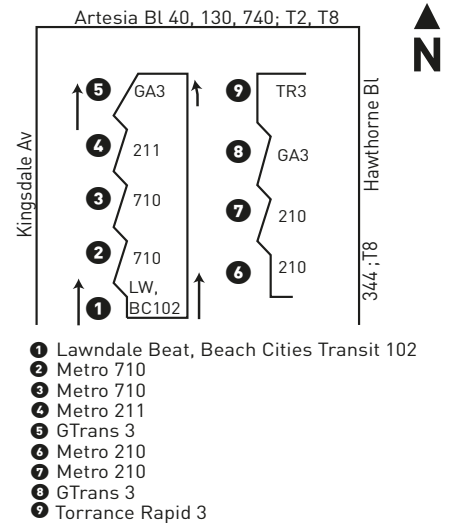 Artesia Bl 40, 130, 740; T2, T8
N
Kingsdale Av
Hawthorne Bl
344 ;T8
5 GA3
4 211
3 710
2 710
1 LW,
BC102
9 TR3
8 GA3
7 210
6 210
1 Lawndale Beat, Beach Cities Transit 102
2 Metro 710
3 Metro 710
4 Metro 211
5 GTrans 3
6 Metro 210
7 Metro 210
8 GTrans 3
9 Torrance Rapid 3